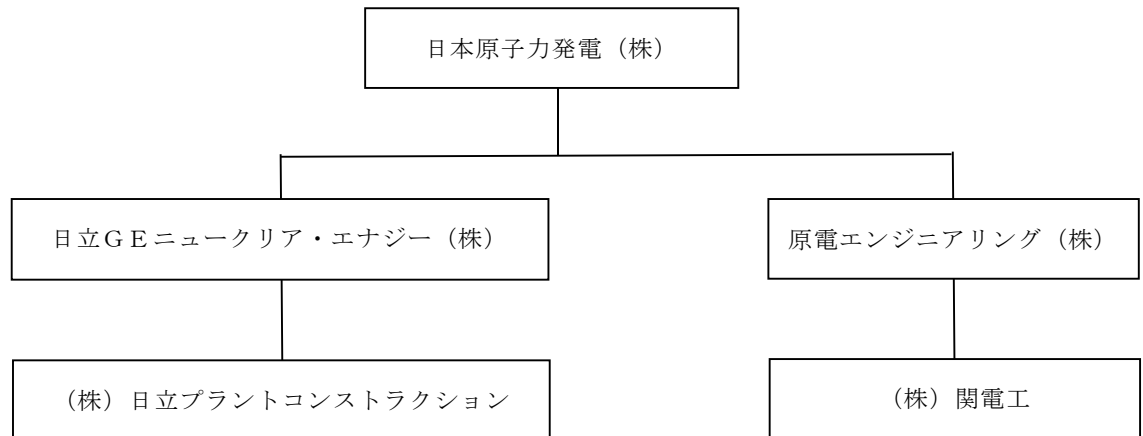 日本原子力発電（株）
日立ＧＥニュークリア・エナジー（株）
原電エンジニアリング（株）
（株）日立プラントコンストラクション
（株）関電工